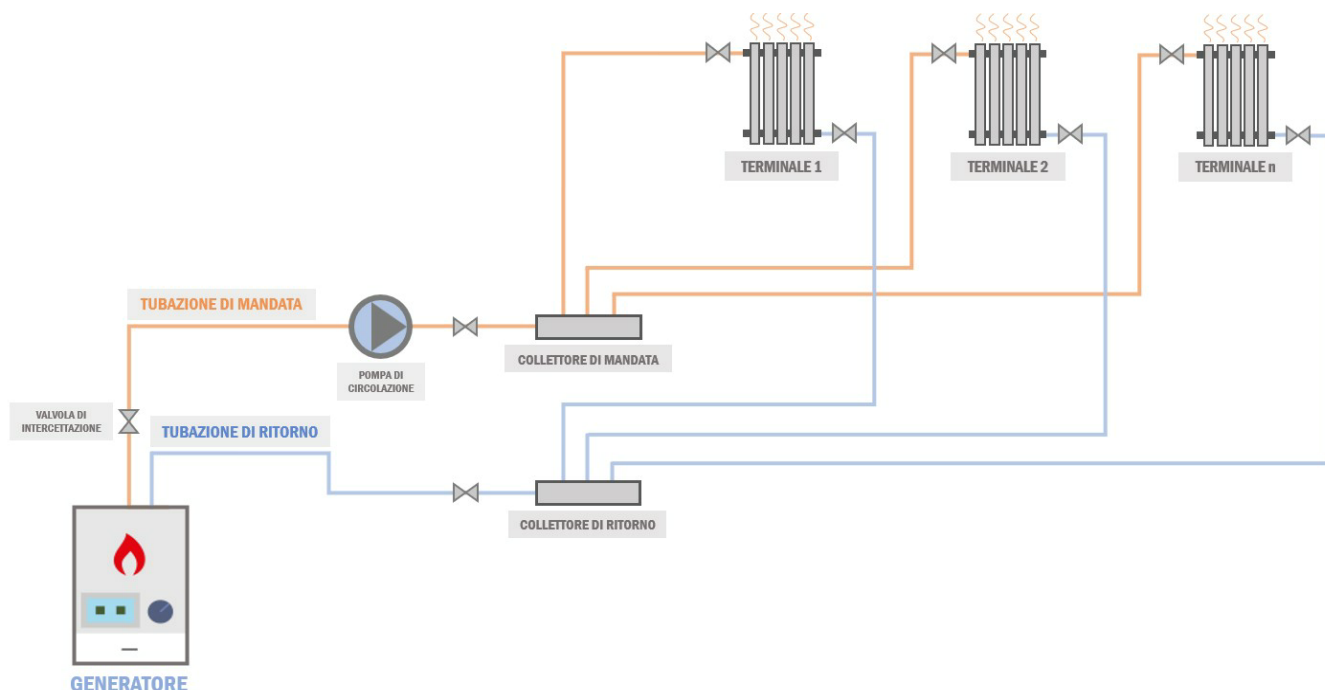 TERMINALE 1
TERMINALE 2
TERMINALE n
TUBAZIONE DI MANDATA
POMPA DI
CIRCOLAZIONE
COLLETTORE DI MANDATA
VALVOLA DI
INTERCETTAZIONE
TUBAZIONE DI RITORNO
COLLETTORE DI RITORNO
GENERATORE